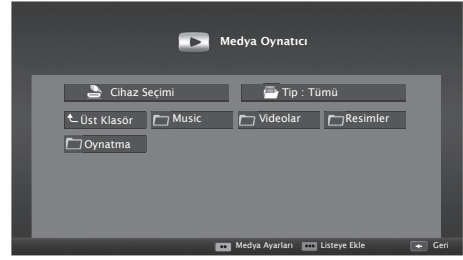 Medya Oynatıcı
Cihaz Seçimi Tip : Tümü
Üst Klasör Music Videolar Resimler
Oynatma
Medya Ayarları Listeye Ekle Geri